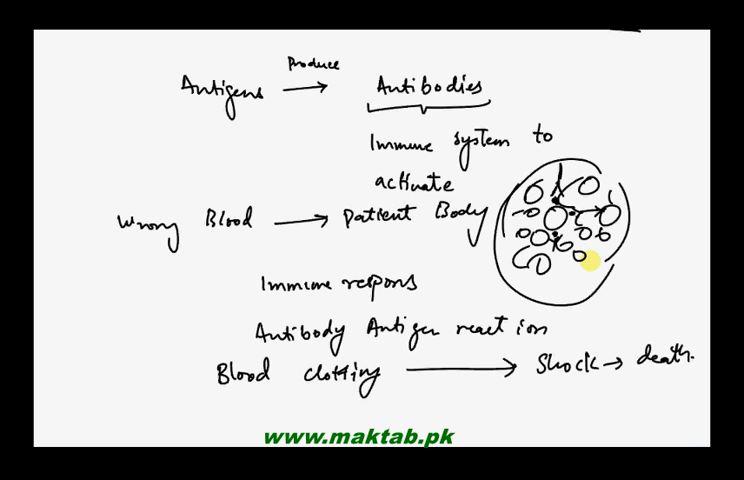 Produce
Antigens → Antibodies
Immune system to
activate
Wrong Blood → Patient Body
Immune respons
Antibody Antigen reaction
Blood clotting → Shock → death.
www.maktab.pk